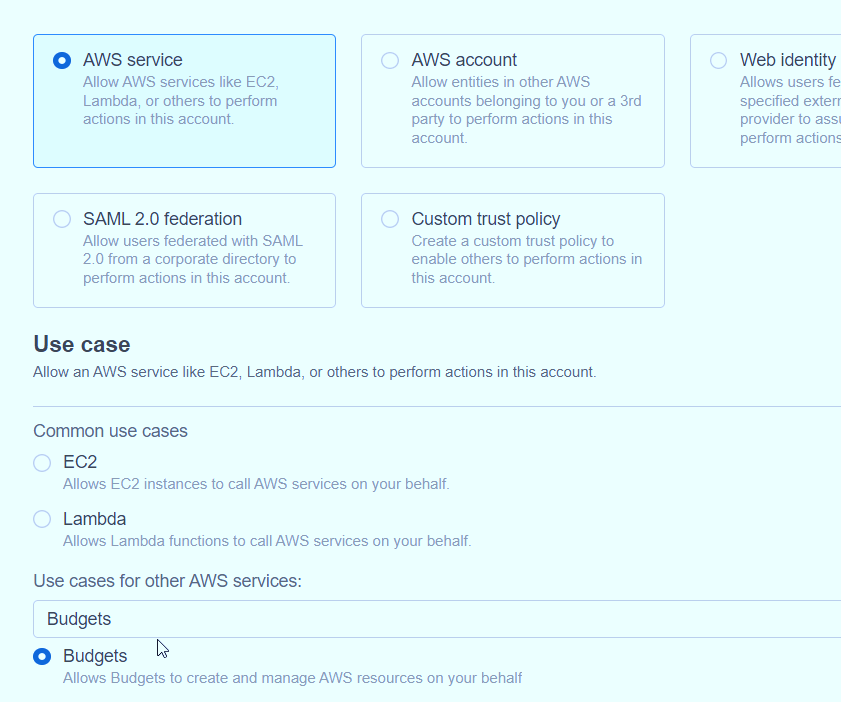 AWS service
Allow AWS services like EC2,
Lambda, or others to perform
actions in this account.
AWS account
Allow entities in other AWS
accounts belonging to you or a 3rd
party to perform actions in this
account.
Web identity
Allows users
specified
provider to
perform actions
SAML 2.0 federation
Allow users federated with SAML
2.0 from a corporate directory to
perform actions in this account.
Custom trust policy
Create a custom trust policy to
enable others to perform actions in
this account.
Use case
Allow an AWS service like EC2, Lambda, or others to perform actions in this account.
Common use cases
EC2
Allows EC2 instances to call AWS services on your behalf.
Lambda
Allows Lambda functions to call AWS services on your behalf.
Use cases for other AWS services:
Budgets
Budgets
Allows Budgets to create and manage AWS resources on your behalf